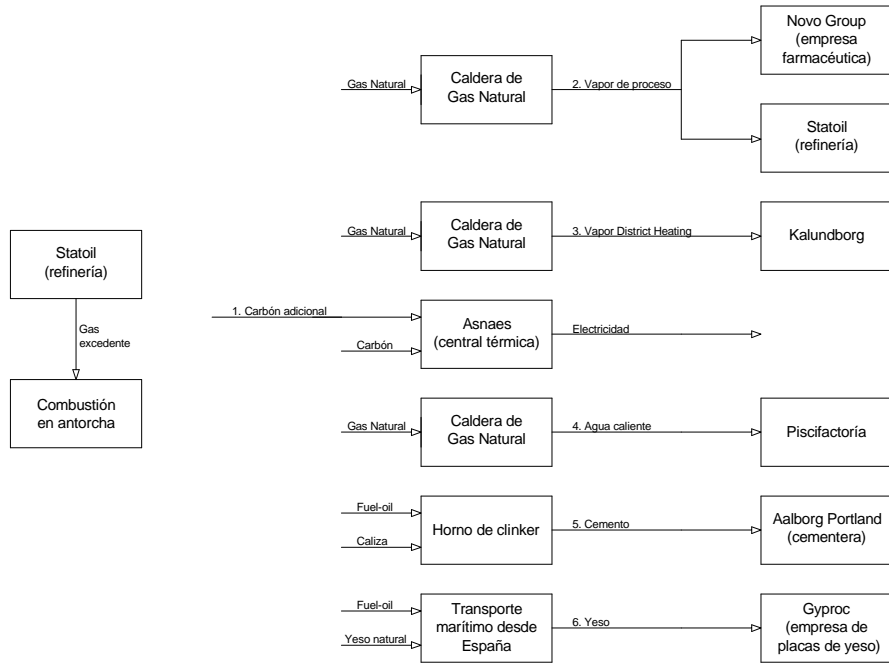 Novo Group
(empresa
farmacéutica)
Gas Natural
Caldera de
Gas Natural
2. Vapor de proceso
Statoil
(refinería)
Statoil
(refinería)
Gas
excedente
Combustión
en antorcha
Gas Natural
Caldera de
Gas Natural
3. Vapor District Heating
Kalundborg
1. Carbón adicional
Carbón
Asnaes
(central térmica)
Electricidad
Gas Natural
Caldera de
Gas Natural
4. Agua caliente
Piscifactoría
Fuel-oil
Caliza
Horno de clinker
5. Cemento
Aalborg Portland
(cementera)
Fuel-oil
Yeso natural
Transporte
marítimo desde
España
6. Yeso
Gyproc
(empresa de
placas de yeso)